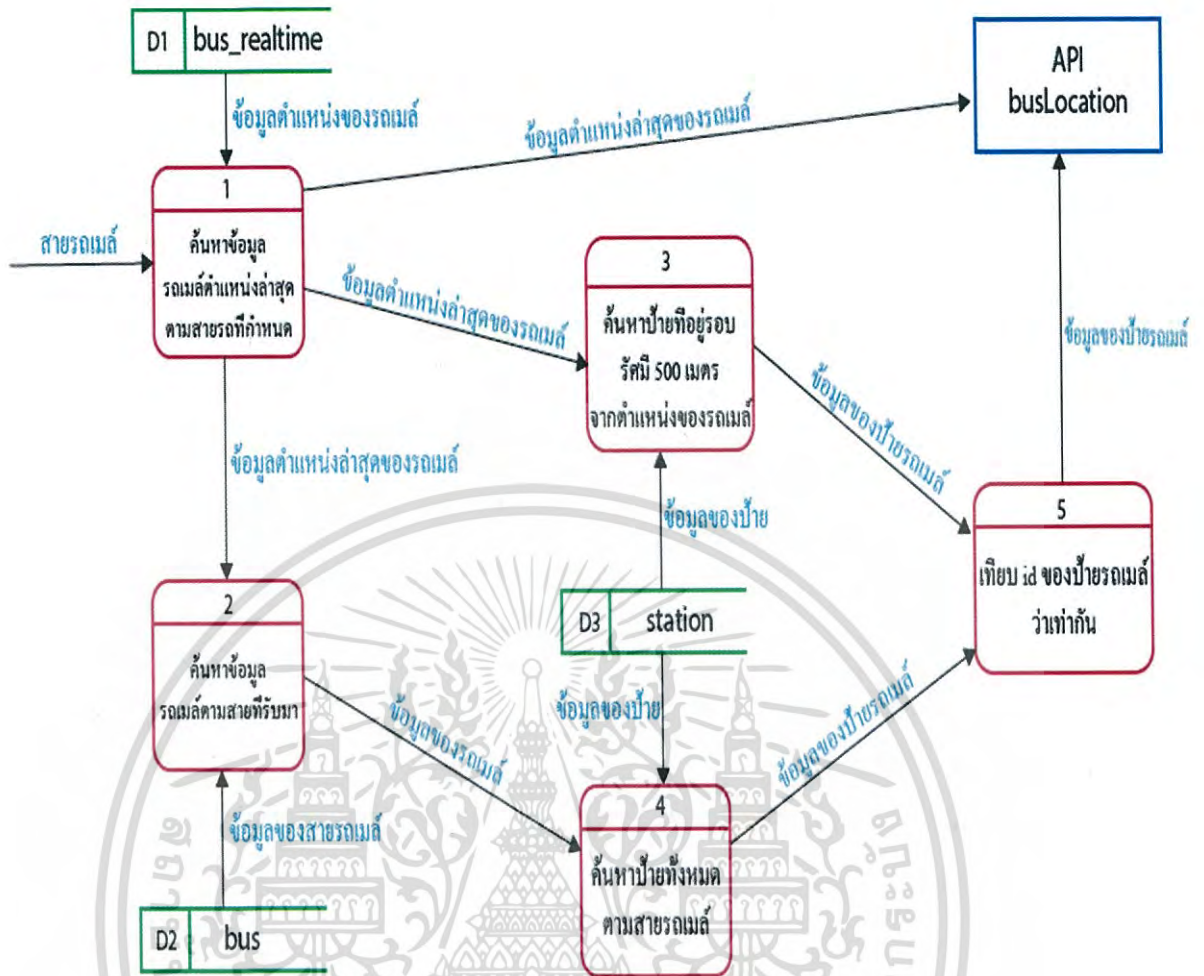 D1 bus_realtime
API
busLocation
ข้อมูลตำแหน่งของรถเมล์
ข้อมูลตำแหน่งล่าสุดของรถเมล์
สายรถเมล์
1
ค้นหาข้อมูล
รถเมล์ตำแหน่งล่าสุด
ตามสายรถที่กำหนด
ข้อมูลตำแหน่งล่าสุดของรถเมล์
3
ค้นหาป้ายที่อยู่รอบ
รัศมี 500 เมตร
จากตำแหน่งของรถเมล์
ข้อมูลของป้ายรถเมล์
ข้อมูลตำแหน่งล่าสุดของรถเมล์
ข้อมูลของป้ายรถเมล์
ข้อมูลของป้าย
5
เทียบ id ของป้ายรถเมล์
ว่าเท่ากัน
2
ค้นหาข้อมูล
รถเมล์ตามสายที่รับมา
D3 station
ข้อมูลของรถเมล์
ข้อมูลของป้าย
ข้อมูลของป้ายรถเมล์
ข้อมูลของสายรถเมล์
4
ค้นหาป้ายทั้งหมด
ตามสายรถเมล์
D2 bus